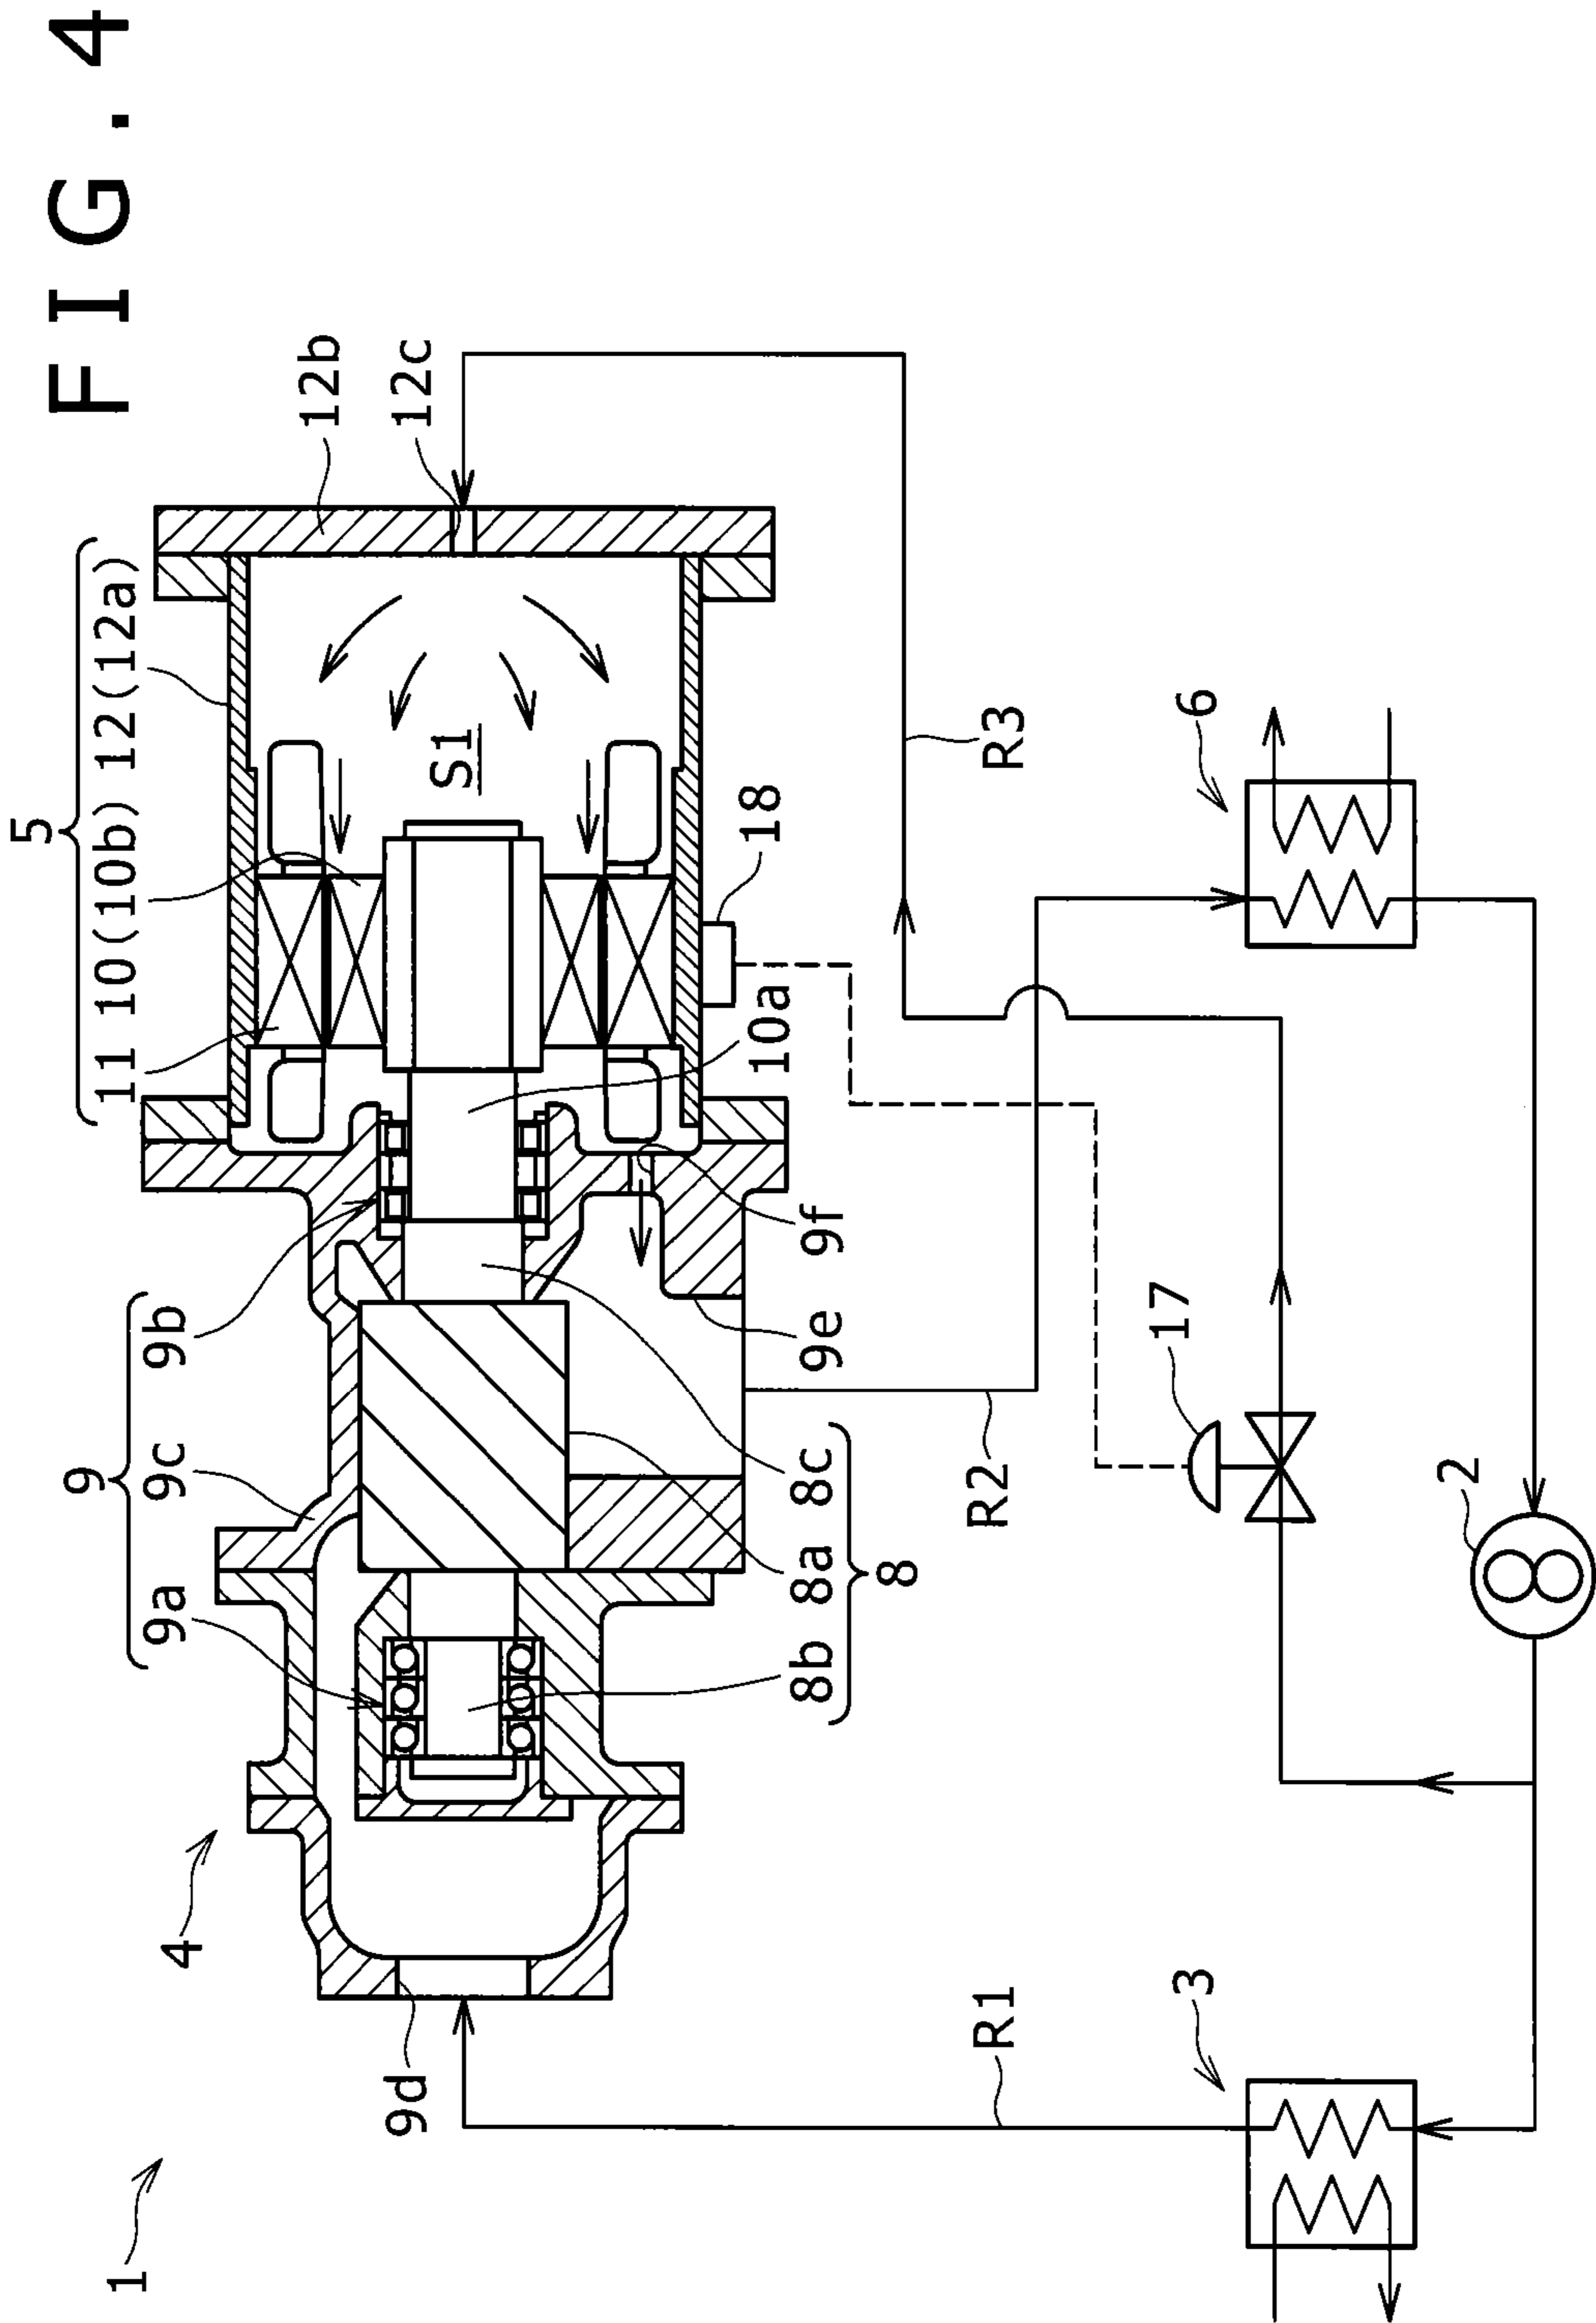 FIG. 4
5
11 10(10b) 12(12a)
12b
12c
9
9a 9c 9b
4
1
S1
18
10a
9f
9e
9d
8b 8a 8c
8
R3
R2
R1
6
17
2
3